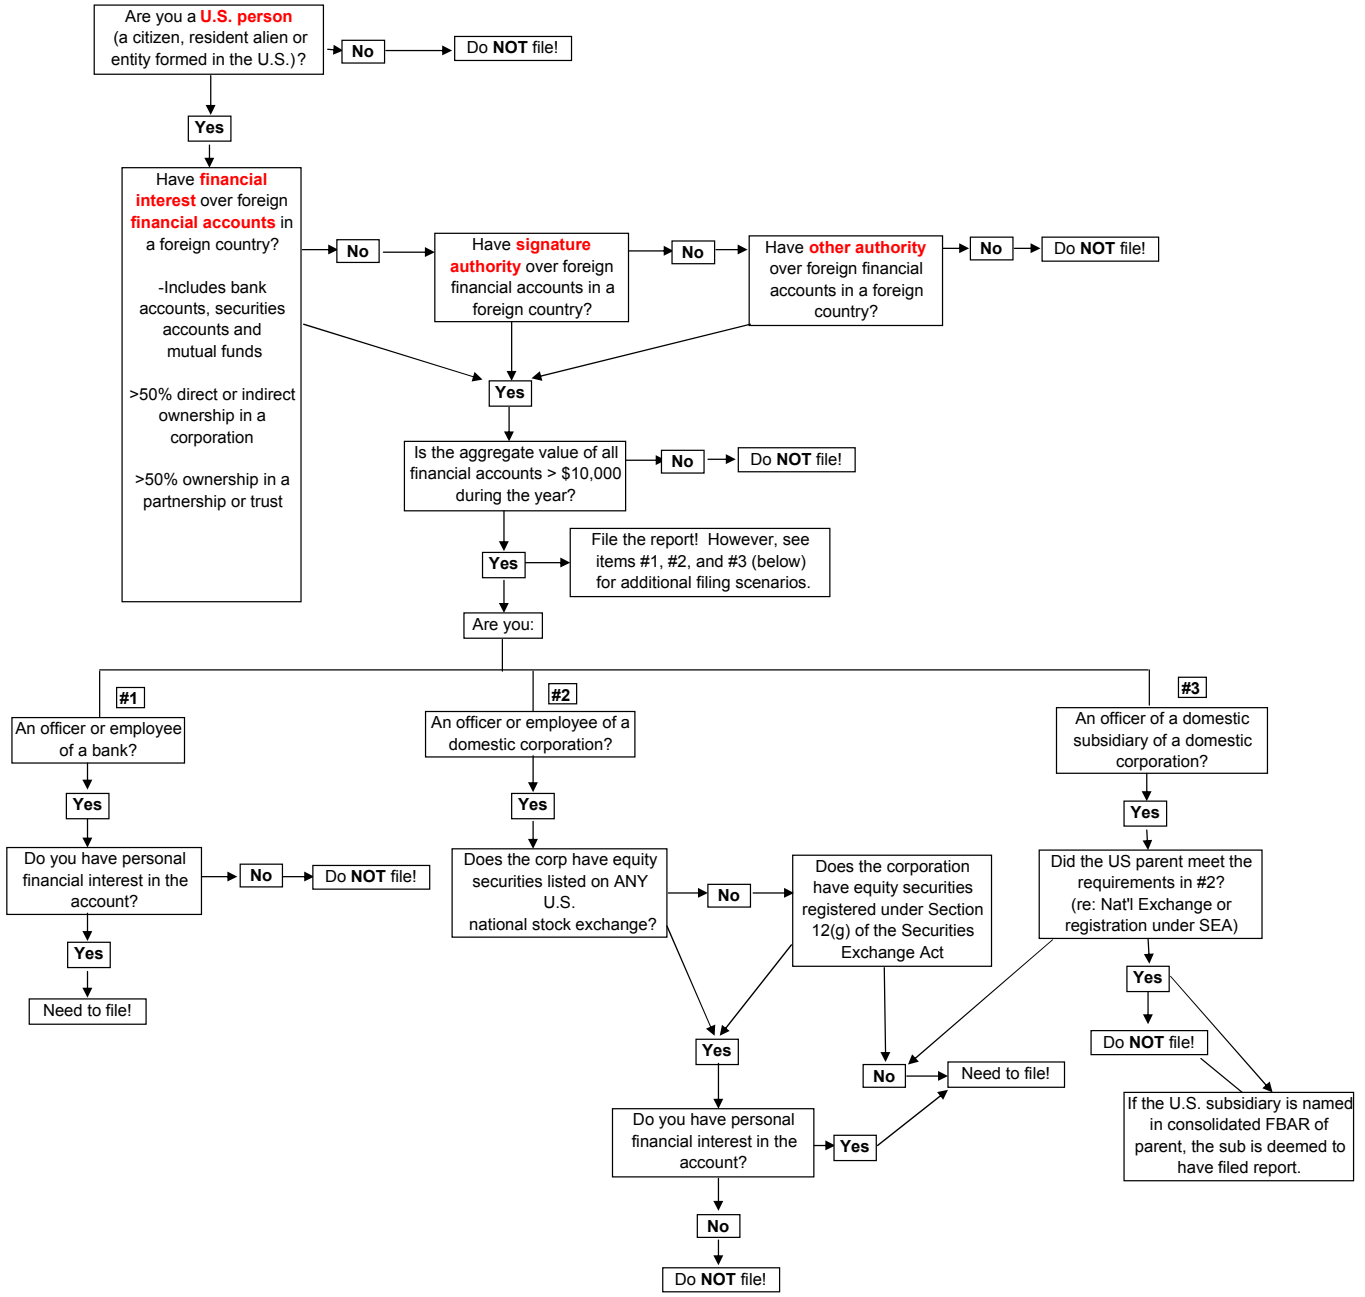 Are you a U.S. person
(a citizen, resident alien or
entity formed in the U.S.)?
No
Do NOT file!
Yes
Have financial
interest over foreign
financial accounts in
a foreign country?
-Includes bank
accounts, securities
accounts and
mutual funds
>50% direct or indirect
ownership in a
corporation
>50% ownership in a
partnership or trust
No
Have signature
authority over foreign
financial accounts in a
foreign country?
No
Have other authority
over foreign financial
accounts in a foreign
country?
No
Do NOT file!
Yes
Is the aggregate value of all
financial accounts > $10,000
during the year?
No
Do NOT file!
Yes
File the report!  However, see
items #1, #2, and #3 (below)
for additional filing scenarios.
Are you:
#1
An officer or employee
of a bank?
Yes
Do you have personal
financial interest in the
account?
No
Do NOT file!
Yes
Need to file!
#2
An officer or employee of a
domestic corporation?
Yes
Does the corp have equity
securities listed on ANY
U.S.
national stock exchange?
No
Does the corporation
have equity securities
registered under Section
12(g) of the Securities
Exchange Act
Yes
No
Need to file!
Do you have personal
financial interest in the
account?
Yes
No
Do NOT file!
#3
An officer of a domestic
subsidiary of a domestic
corporation?
Yes
Did the US parent meet the
requirements in #2?
(re: Nat'l Exchange or
registration under SEA)
Yes
Do NOT file!
If the U.S. subsidiary is named
in consolidated FBAR of
parent, the sub is deemed to
have filed report.